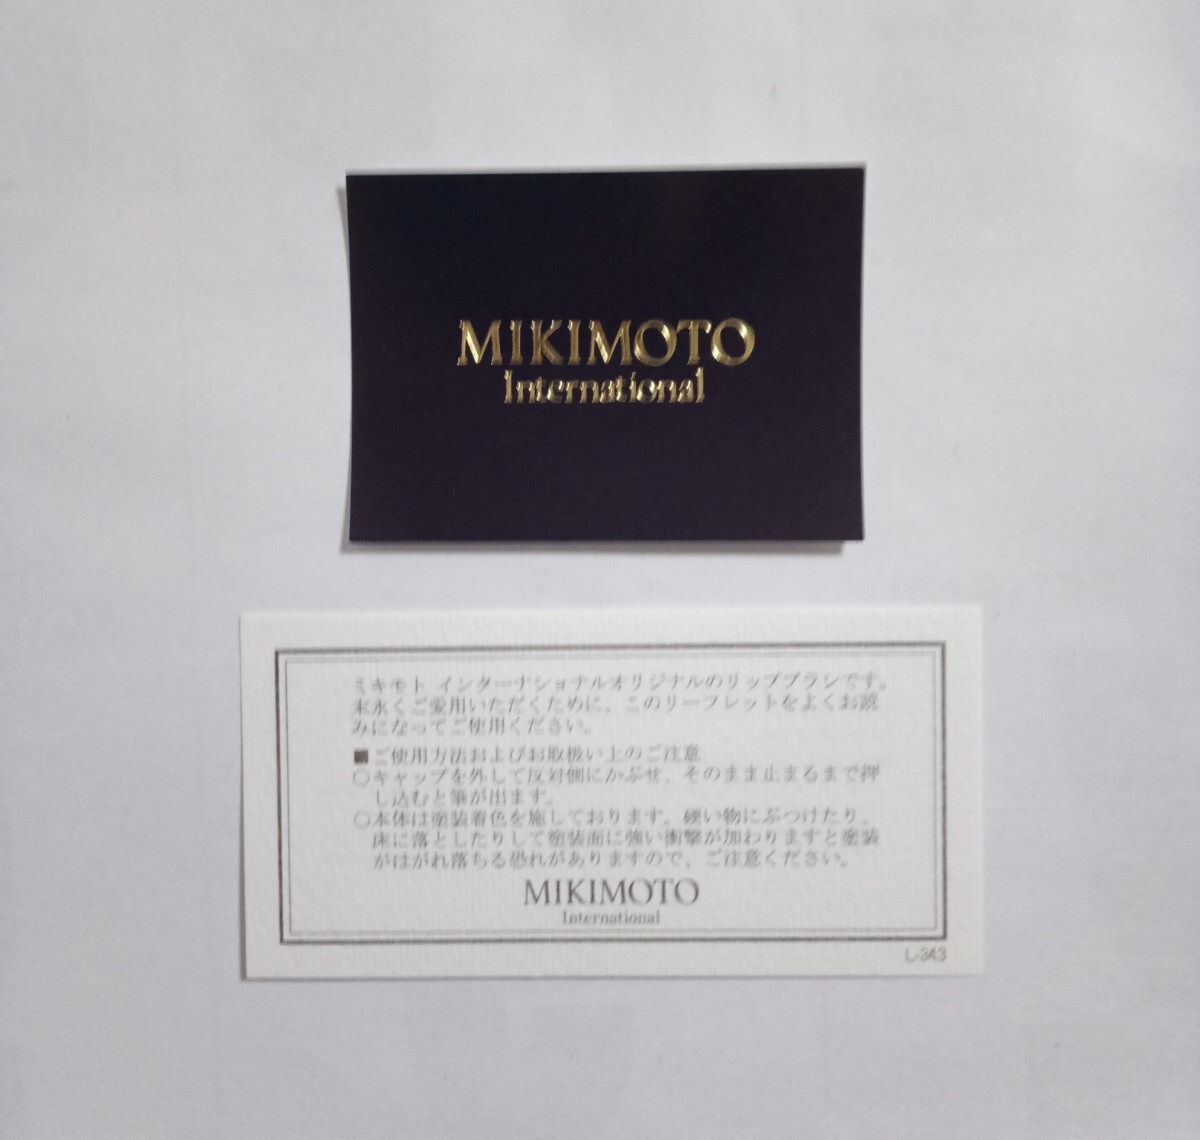 MIKIMOTO
International
ミキモト インターナショナルオリジナルのリップブラシです。
末永くご愛用いただくために、このリーフレットをよくお読
みになってご使用ください。
■ご使用方法およびお取扱い上のご注意
○キャップを外して反対側にかぶせ、そのまま止まるまで押
し込むと筆が出ます。
○本体は塗装着色を施しております。硬い物にぶつけたり、
床に落としたりして塗装面に強い衝撃が加わりますと塗装
がはがれ落ちる恐れがありますので、ご注意ください。
MIKIMOTO
International
L-343